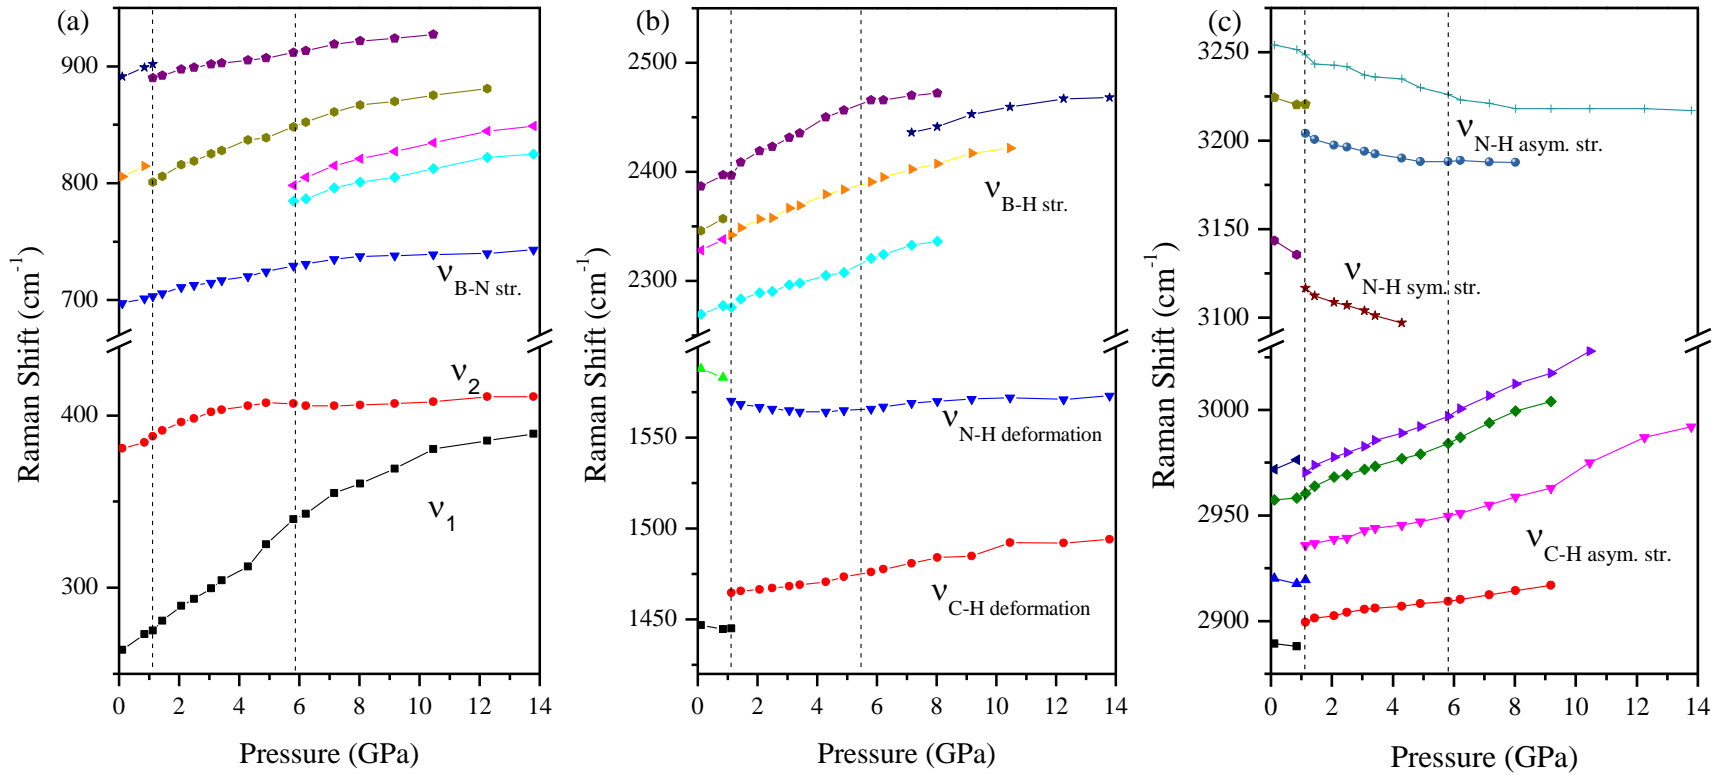 (a)
900
800
700
400
300
Raman Shift (cm-1)
νB-N str.
ν2
ν1
0 2 4 6 8 10 12 14
Pressure (GPa)
(b)
2500
2400
2300
1550
1500
1450
Raman Shift (cm-1)
νB-H str.
νN-H deformation
νC-H deformation
0 2 4 6 8 10 12 14
Pressure (GPa)
(c)
3250
3200
3150
3100
3000
2950
2900
Raman Shift (cm-1)
νN-H asym. str.
νN-H sym. str.
νC-H asym. str.
0 2 4 6 8 10 12 14
Pressure (GPa)